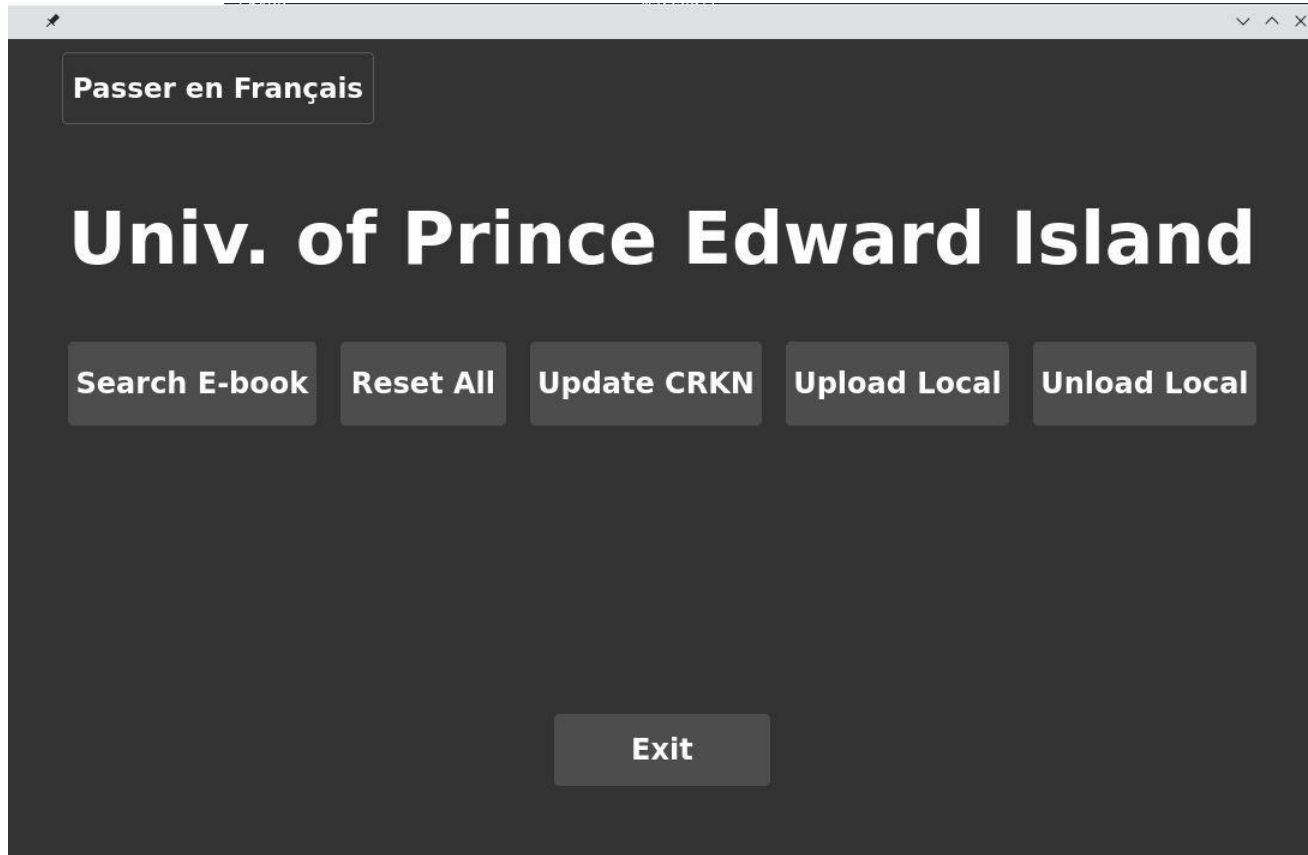 Passer en Français
Univ. of Prince Edward Island
Search E-book Reset All Update CRKN Upload Local Unload Local
Exit